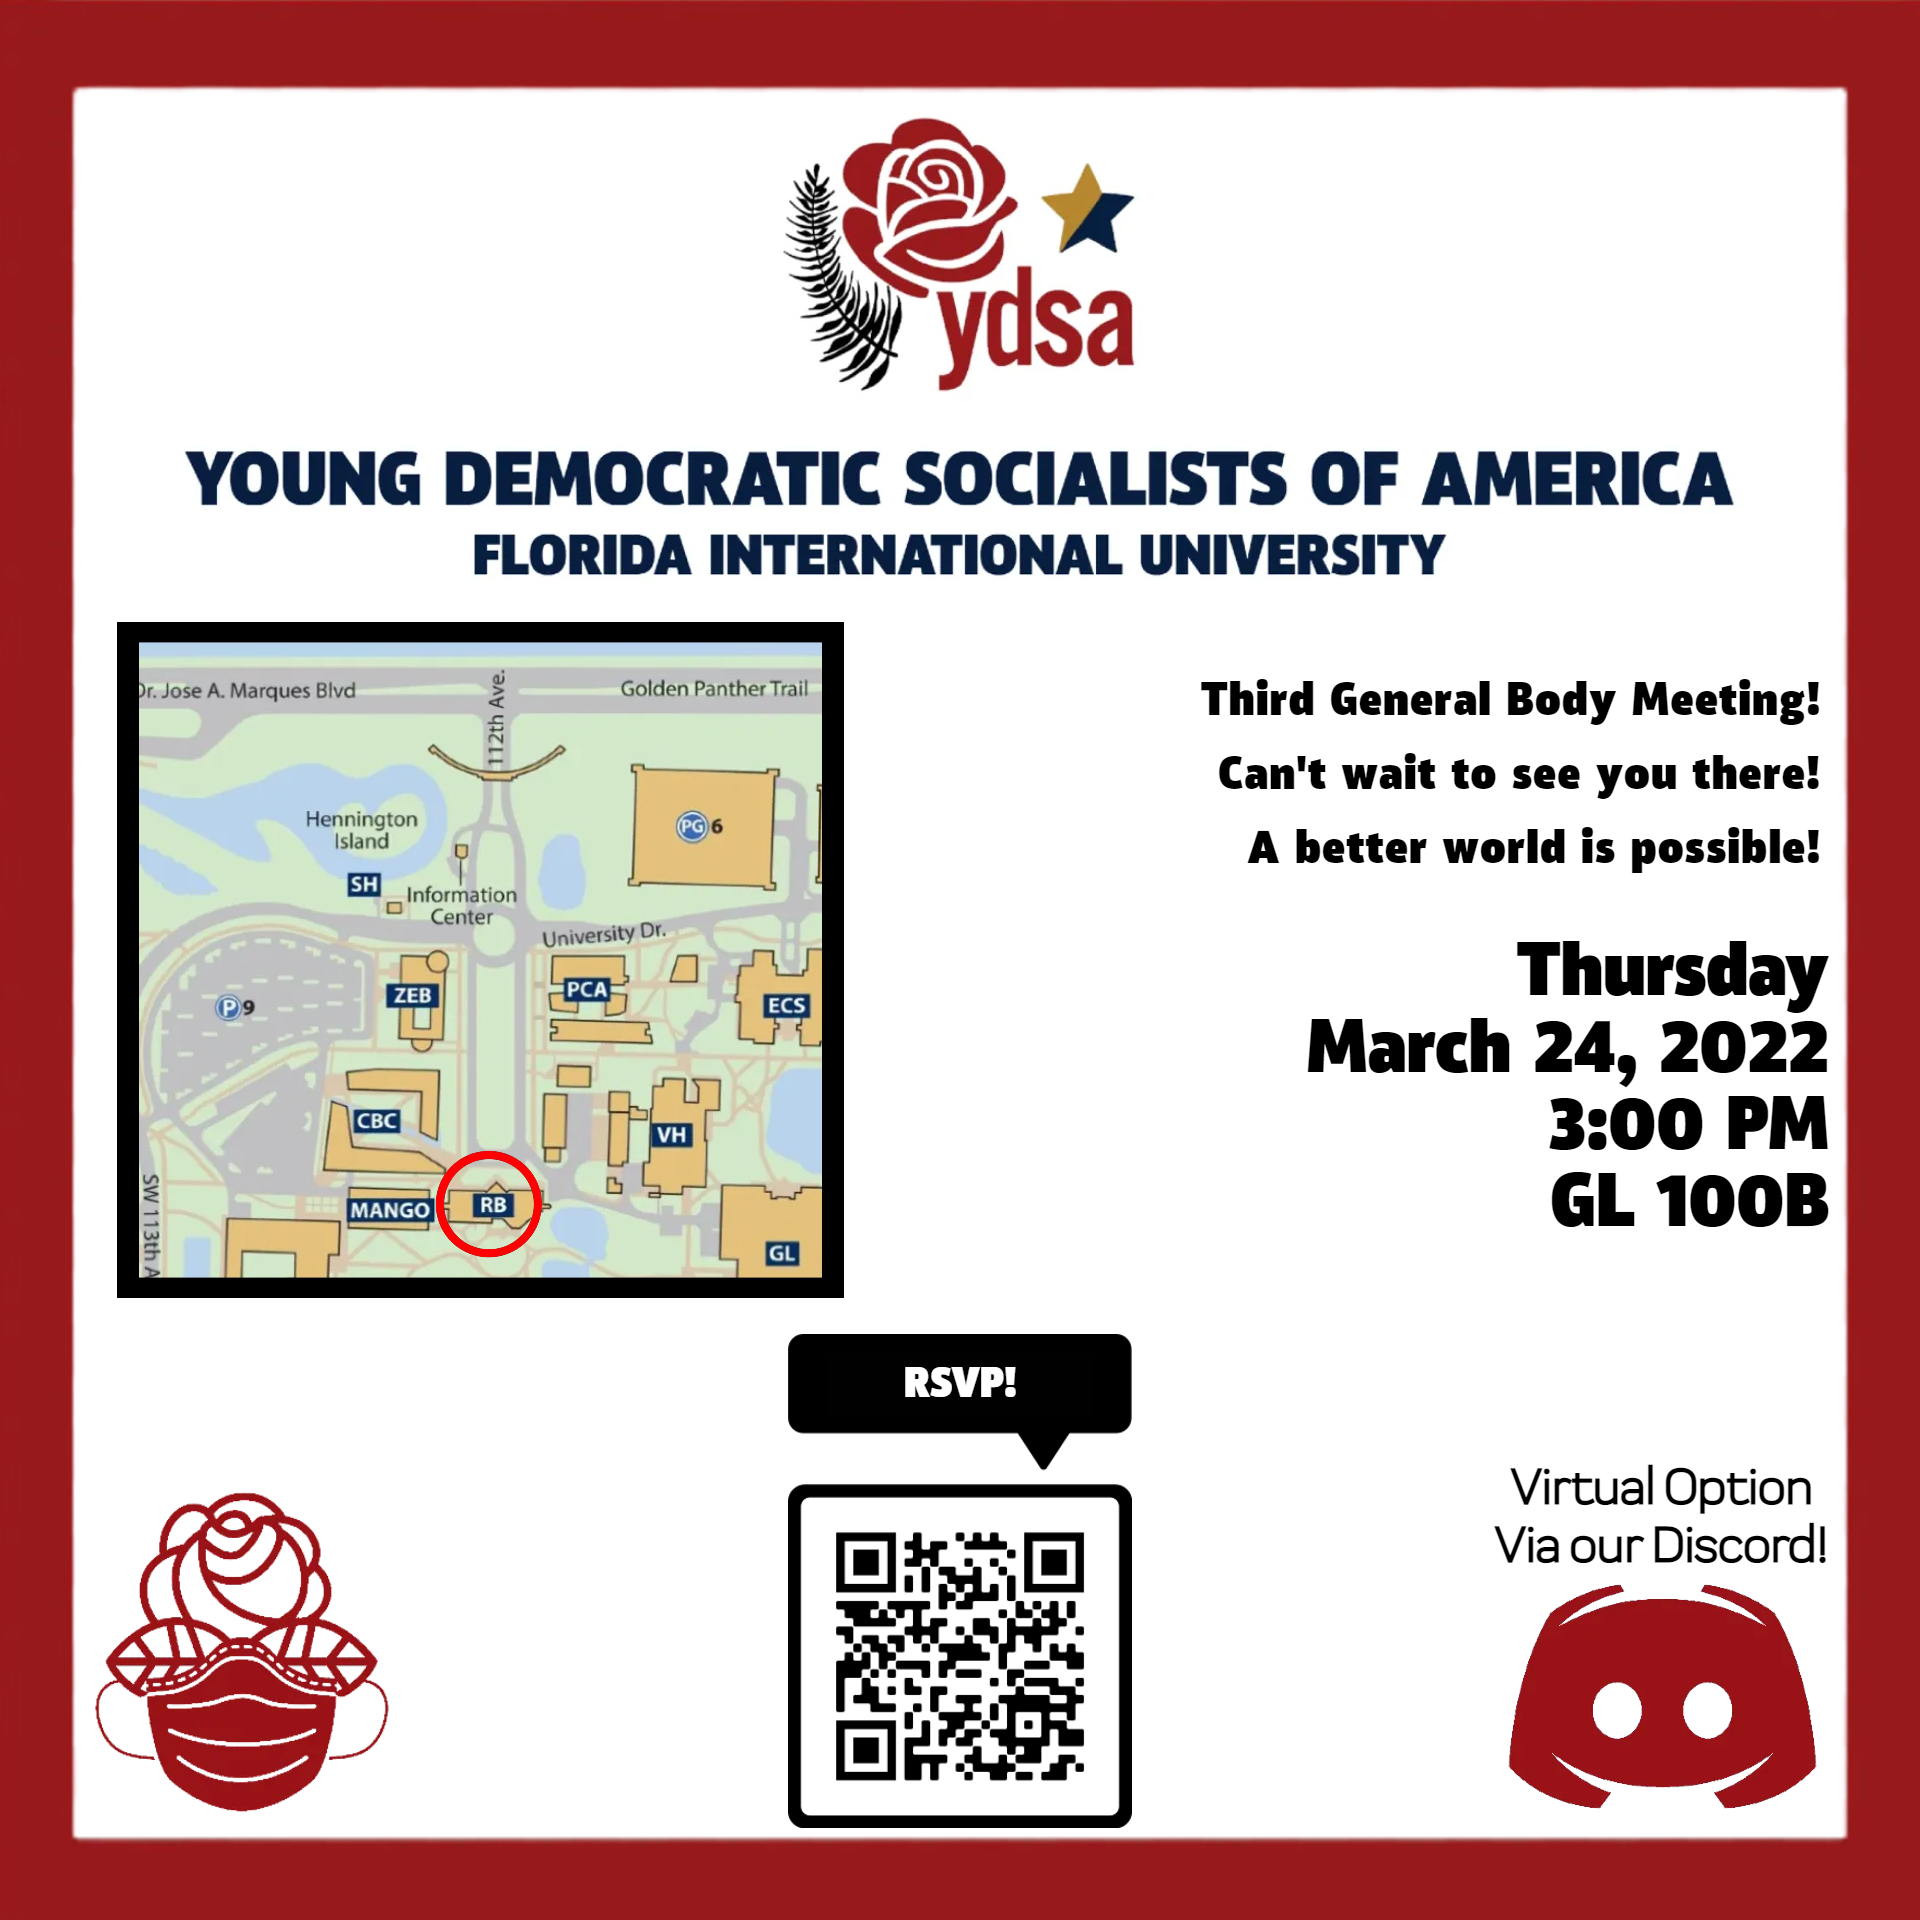 ydsa
YOUNG DEMOCRATIC SOCIALISTS OF AMERICA
FLORIDA INTERNATIONAL UNIVERSITY
Dr. Jose A. Marques Blvd
112th Ave.
Golden Panther Trail
Hennington
Island
PG 6
SH
Information
Center
University Dr.
ZEB
PCA
ECS
P 9
CBC
VH
SW 113th A
MANGO
RB
GL
Third General Body Meeting!
Can't wait to see you there!
A better world is possible!
Thursday
March 24, 2022
3:00 PM
GL 100B
RSVP!
Virtual Option
Via our Discord!